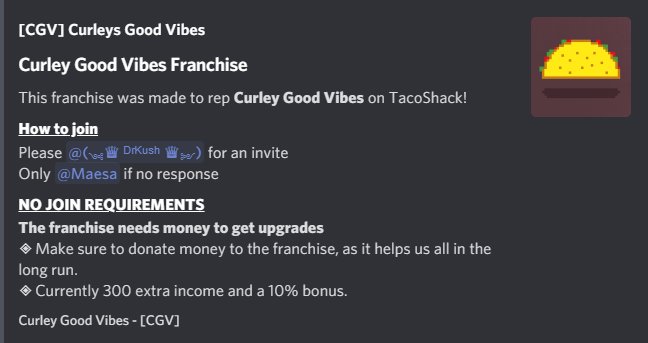 [CGV] Curleys Good Vibes
Curley Good Vibes Franchise
This franchise was made to rep Curley Good Vibes on TacoShack!
How to join
Please @(⌣꧁♛ ᴰʳᴷᵘˢʰ ♛꧂) for an invite
Only @Maesa if no response
NO JOIN REQUIREMENTS
The franchise needs money to get upgrades
◈ Make sure to donate money to the franchise, as it helps us all in the
long run.
◈ Currently 300 extra income and a 10% bonus.
Curley Good Vibes - [CGV]